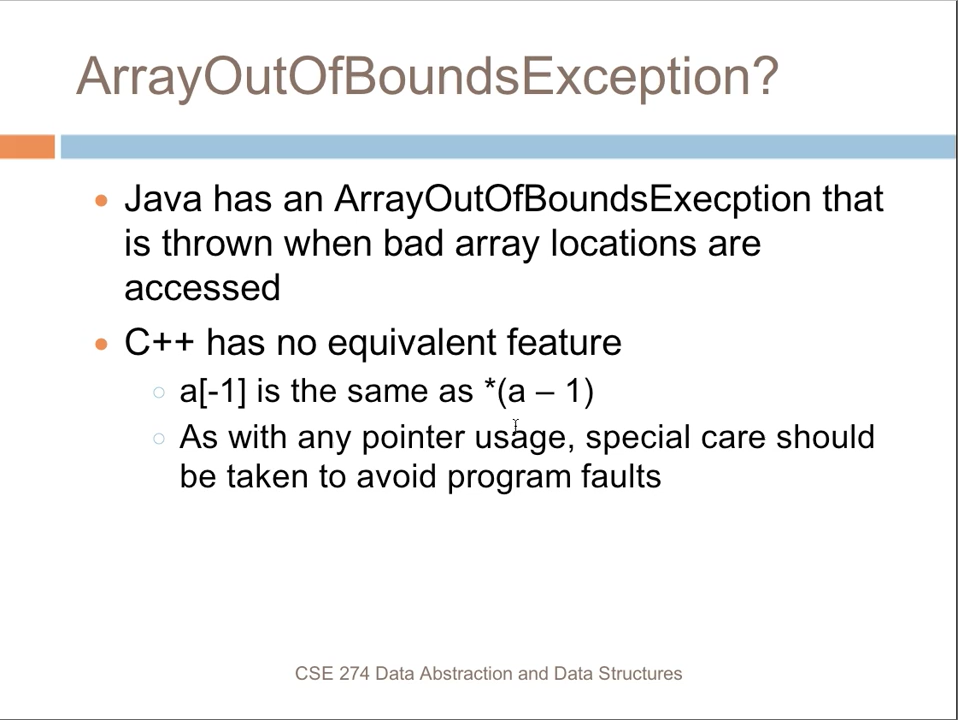 ArrayOutOfBoundsException?
Java has an ArrayOutOfBoundsExecption that
is thrown when bad array locations are
accessed
C++ has no equivalent feature
a[-1] is the same as *(a – 1)
As with any pointer usage, special care should
be taken to avoid program faults
CSE 274 Data Abstraction and Data Structures